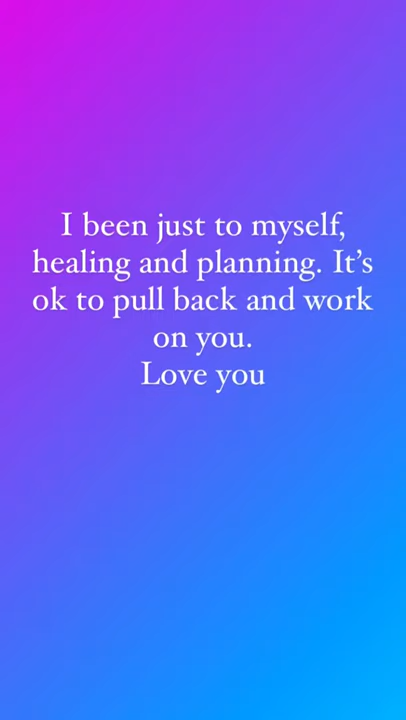 I been just to myself,
healing and planning. It’s
ok to pull back and work
on you.
Love you